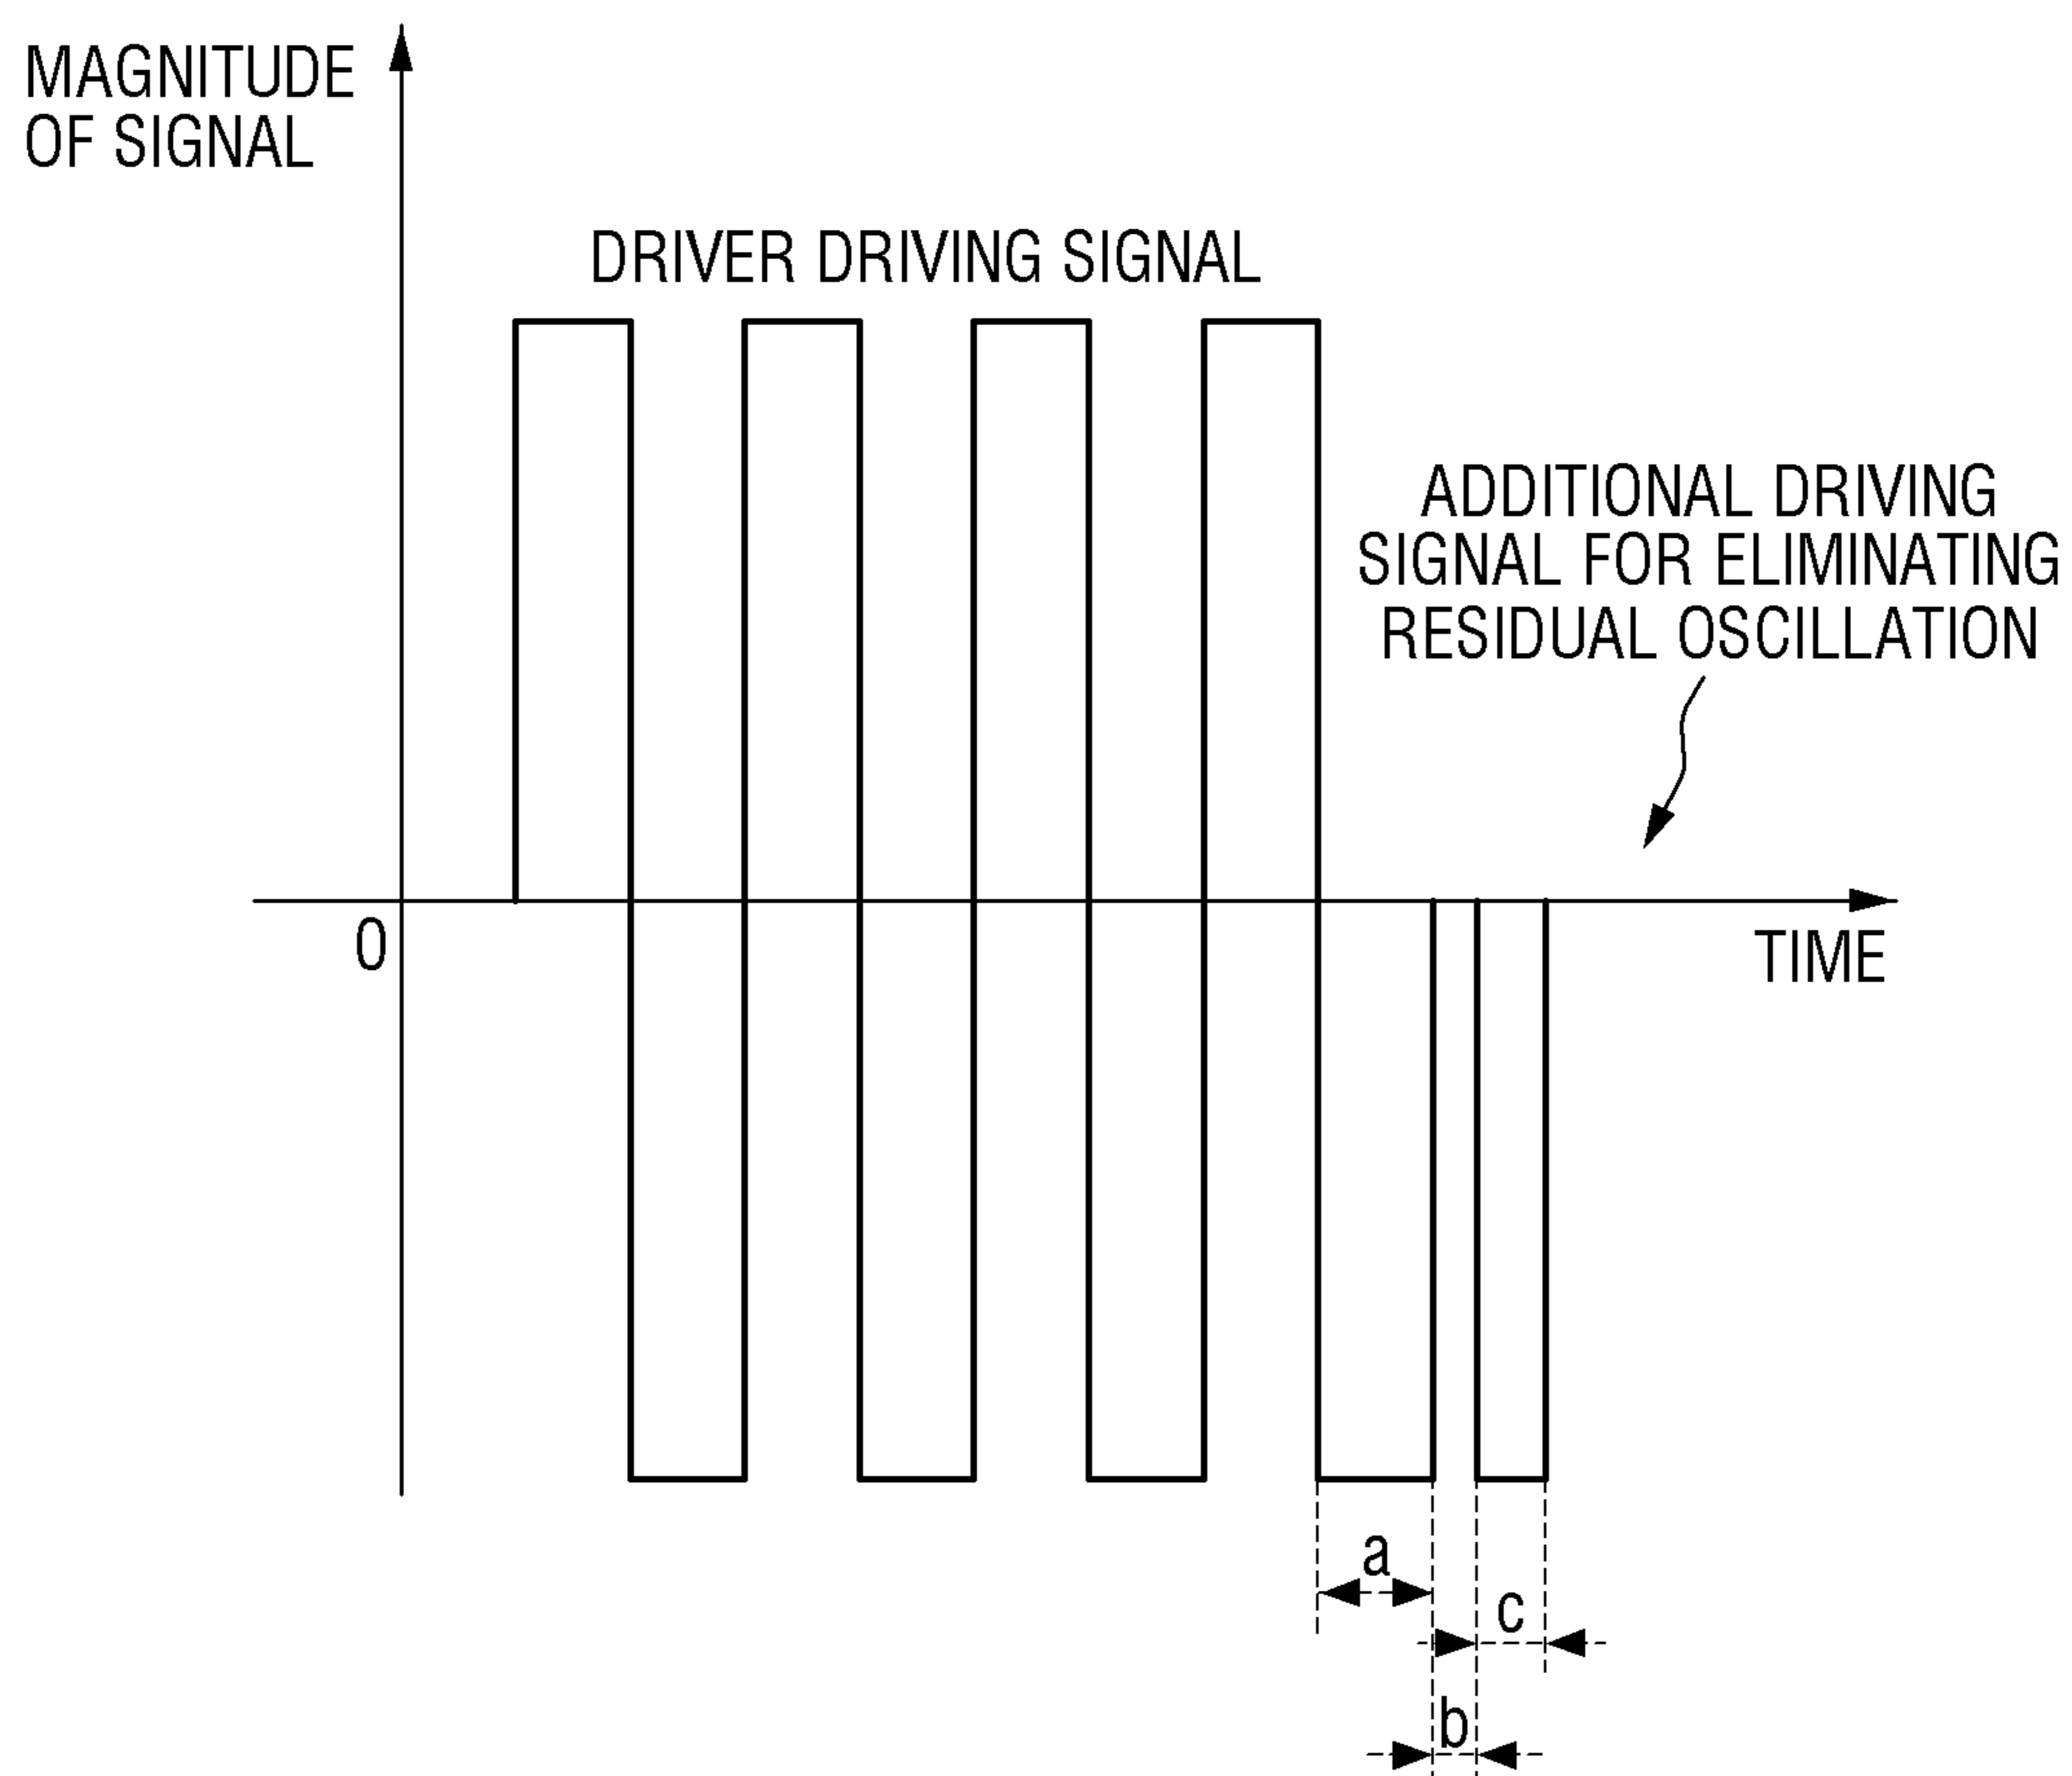 MAGNITUDE
OF SIGNAL
DRIVER DRIVING SIGNAL
ADDITIONAL DRIVING
SIGNAL FOR ELIMINATING
RESIDUAL OSCILLATION
0
TIME
a
c
b